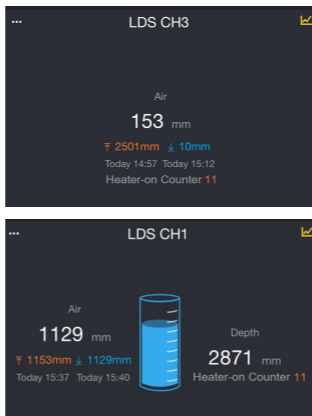 LDS CH3
Air
153 mm
2501mm 10mm
Today 14:57 Today 15:12
Heater-on Counter 11
LDS CH1
Air
1129 mm
1153mm 1129mm
Today 15:37 Today 15:40
Depth
2871 mm
Heater-on Counter 11